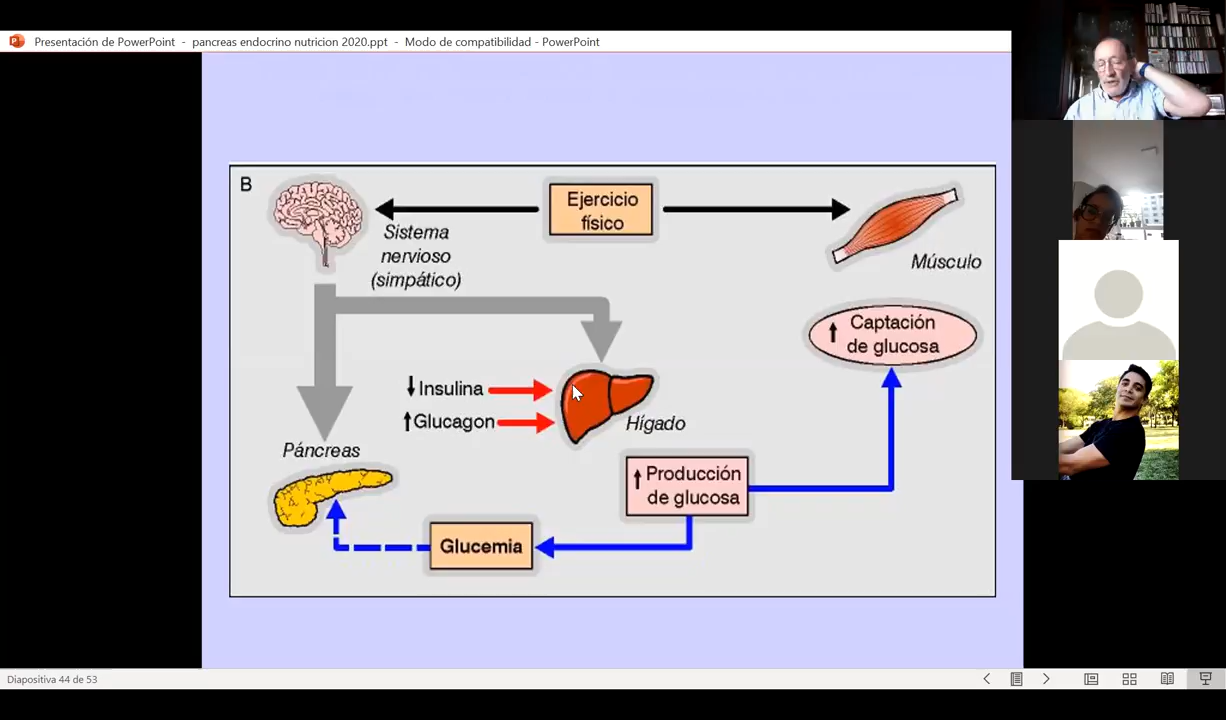 Presentación de PowerPoint - pancreas endocrino nutricion 2020.ppt - Modo de compatibilidad - PowerPoint
B
Ejercicio
físico
Sistema
nervioso
(simpático)
Músculo
↑ Captación
de glucosa
↓ Insulina
↑ Glucagon
Hígado
Páncreas
↑ Producción
de glucosa
Glucemia
Diapositiva 44 de 53